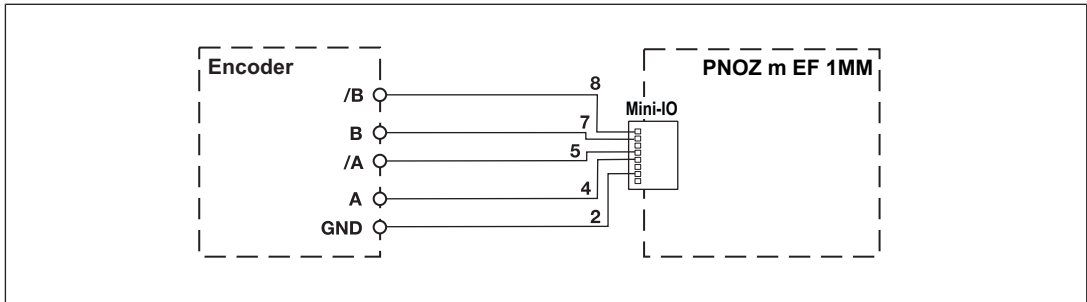 Encoder
PNOZ m EF 1MM
Mini-IO
/B
8
B
7
/A
5
A
4
GND
2